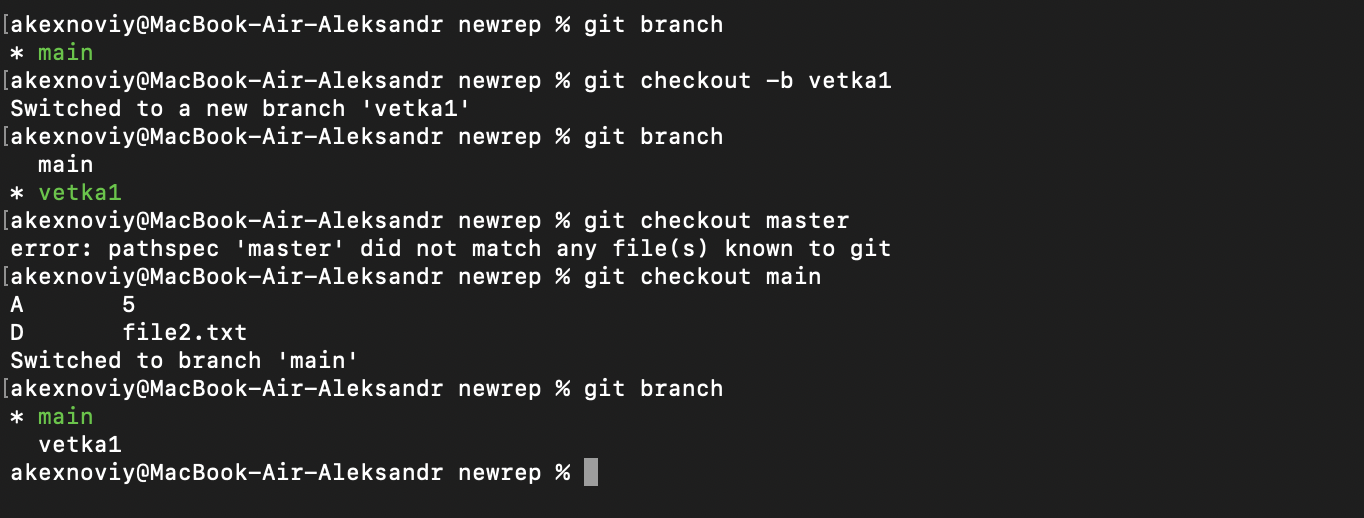 [akexnoviy@MacBook-Air-Aleksandr newrep % git branch
* main
[akexnoviy@MacBook-Air-Aleksandr newrep % git checkout -b vetka1
Switched to a new branch 'vetka1'
[akexnoviy@MacBook-Air-Aleksandr newrep % git branch
  main
* vetka1
[akexnoviy@MacBook-Air-Aleksandr newrep % git checkout master
error: pathspec 'master' did not match any file(s) known to git
[akexnoviy@MacBook-Air-Aleksandr newrep % git checkout main
A       5
D       file2.txt
Switched to branch 'main'
[akexnoviy@MacBook-Air-Aleksandr newrep % git branch
* main
  vetka1
akexnoviy@MacBook-Air-Aleksandr newrep %